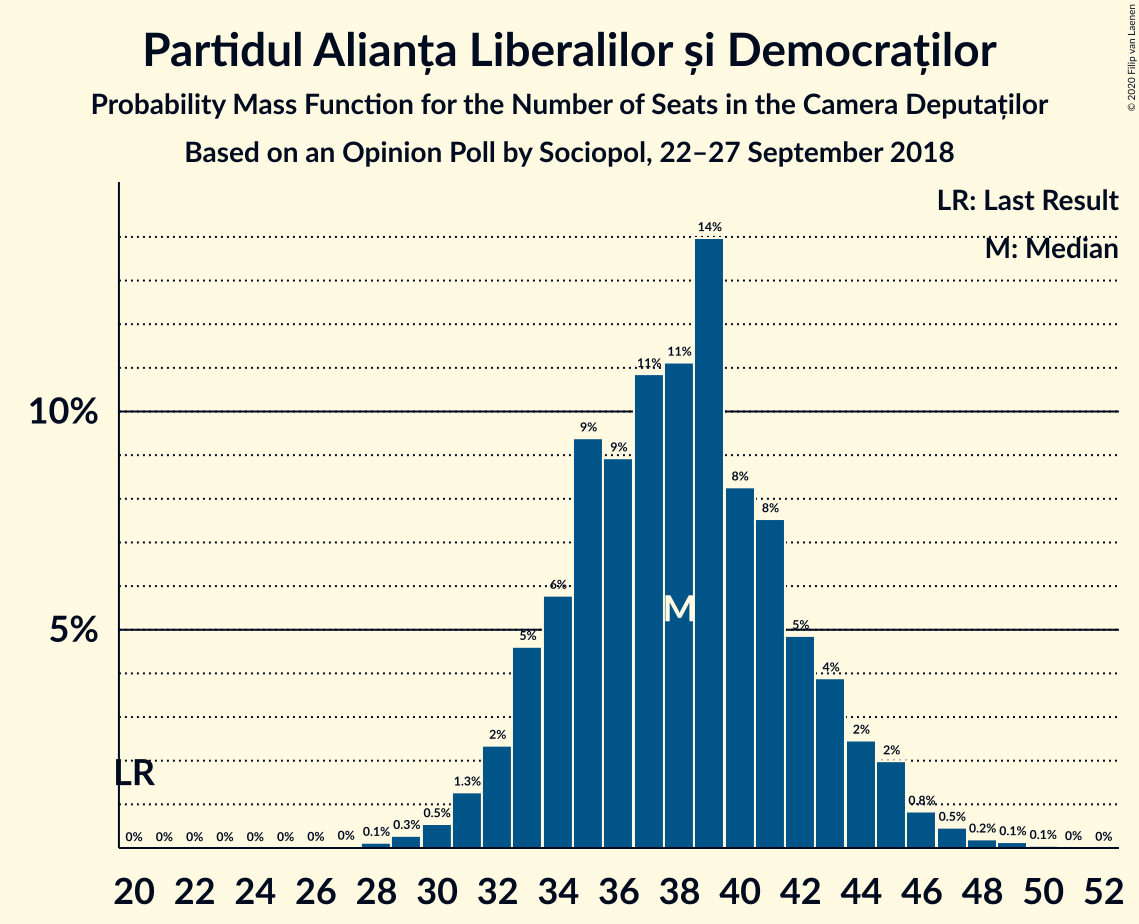 Partidul Alianța Liberalilor și Democraților
Probability Mass Function for the Number of Seats in the Camera Deputaților
Based on an Opinion Poll by Sociopol, 22–27 September 2018
© 2020 Filip van Laenen
LR: Last Result
M: Median
14%
11% 11%
10%
9% 9%
8% 8%
6%
M
5%
5% 5%
4%
2% 2% 2%
LR
1.3%
0% 0% 0% 0% 0% 0% 0% 0% 0.1% 0.3% 0.5% 0.8% 0.5% 0.2% 0.1% 0.1% 0% 0%
20 22 24 26 28 30 32 34 36 38 40 42 44 46 48 50 52